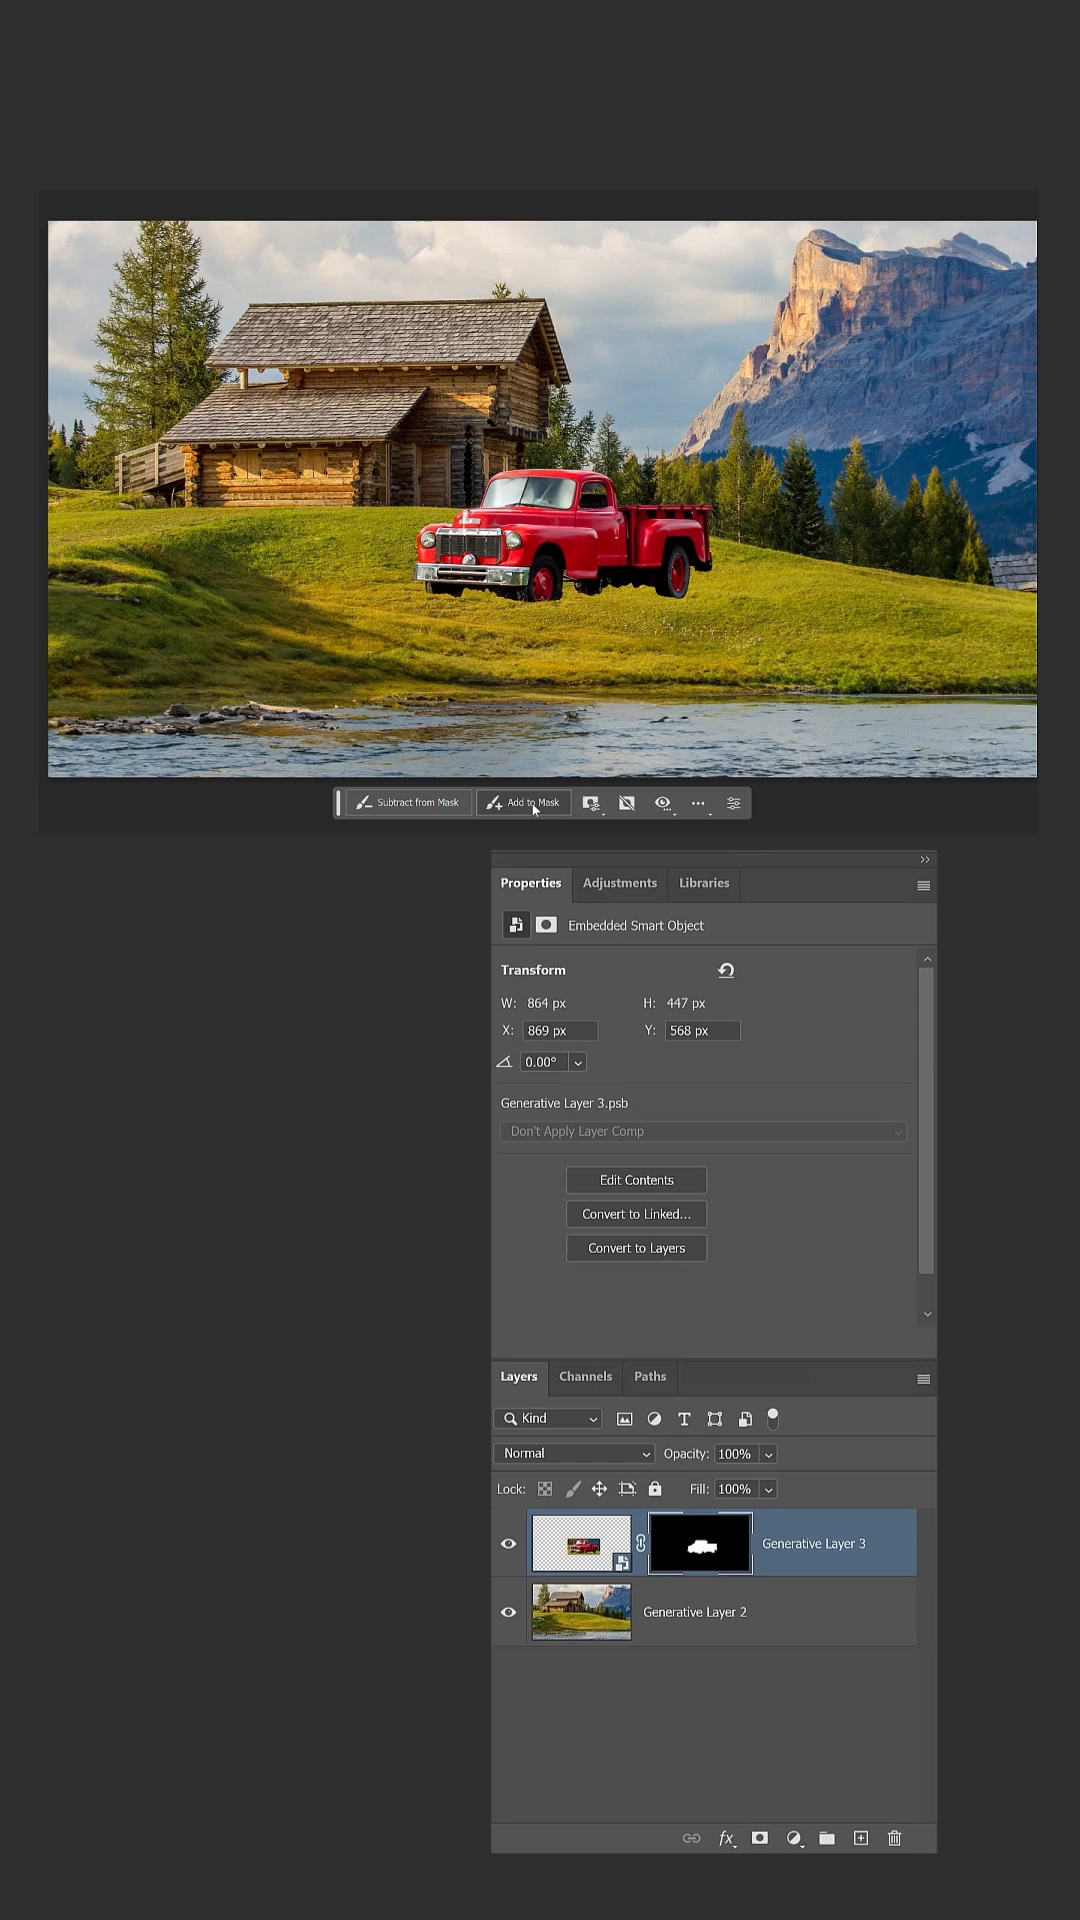 Subtract from Mask
Add to Mask
Properties
Adjustments
Libraries
Embedded Smart Object
Transform
W: 864 px
H: 447 px
X: 869 px
Y: 568 px
0.00°
Generative Layer 3.psb
Don't Apply Layer Comp
Edit Contents
Convert to Linked...
Convert to Layers
Layers
Channels
Paths
Kind
Normal
Opacity: 100%
Lock:
Fill: 100%
Generative Layer 3
Generative Layer 2
fx